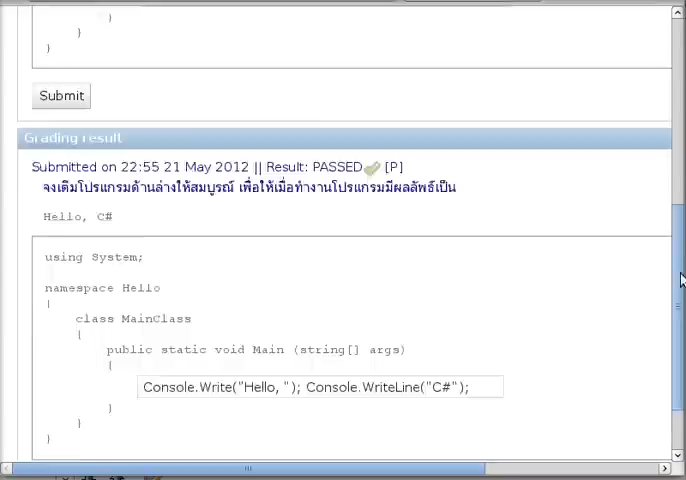 }
}
}
Submit
Grading result
Submitted on 22:55 21 May 2012 || Result: PASSED [P]
จงเติมโปรแกรมด้านล่างให้สมบูรณ์ เพื่อให้เมื่อทำงานโปรแกรมมีผลลัพธ์เป็น
Hello, C#
using System;
namespace Hello
{
class MainClass
{
public static void Main (string[] args)
{
Console.Write("Hello, "); Console.WriteLine("C#");
}
}
}